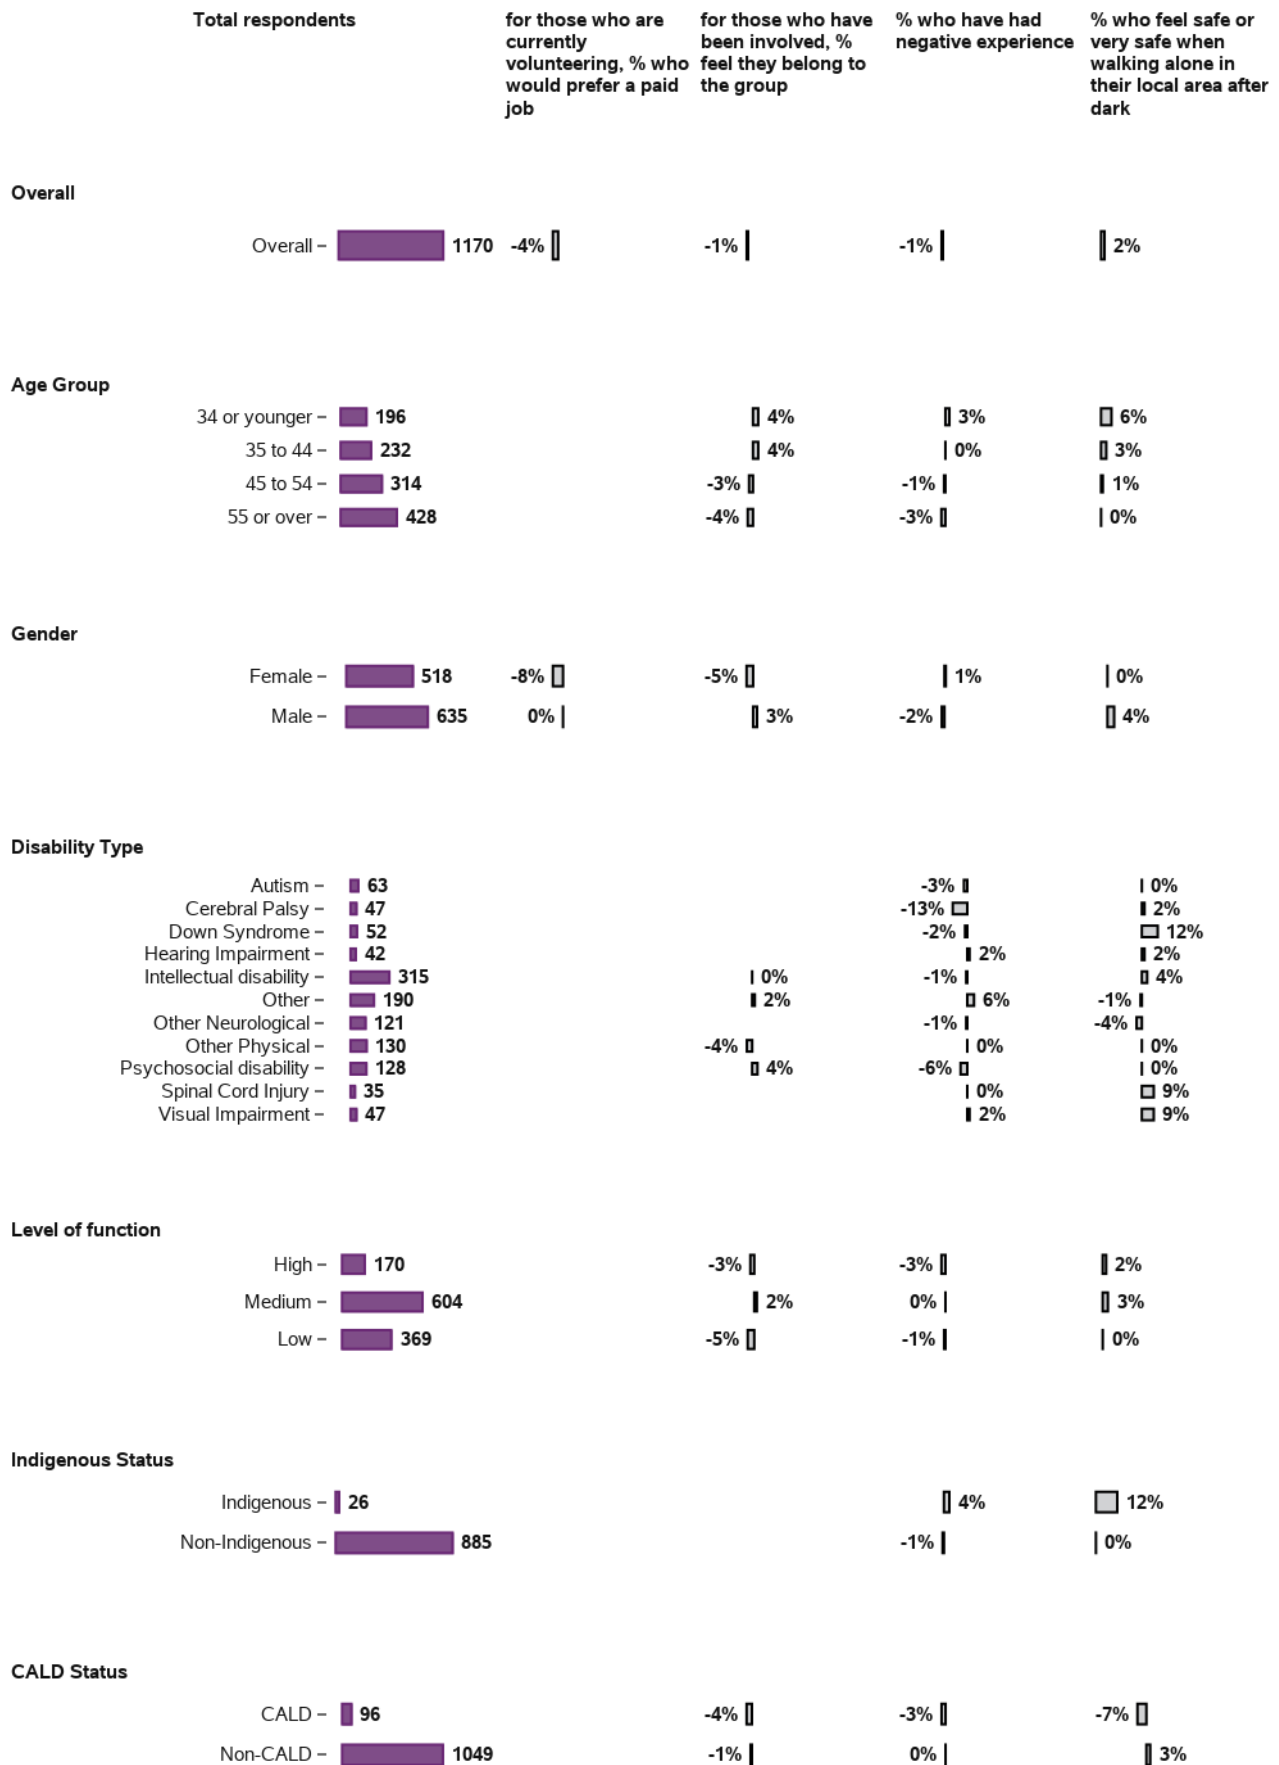 Total respondents
for those who are currently volunteering, % who would prefer a paid job
for those who have been involved, % feel they belong to the group
% who have had negative experience
% who feel safe or very safe when walking alone in their local area after dark
Overall
Overall – 1170 -4% -1% -1% 2%
Age Group
34 or younger – 196 4% 3% 6%
35 to 44 – 232 4% 0% 3%
45 to 54 – 314 -3% -1% 1%
55 or over – 428 -4% -3% 0%
Gender
Female – 518 -8% -5% 1% 0%
Male – 635 0% 3% -2% 4%
Disability Type
Autism – 63 -3% 0%
Cerebral Palsy – 47 -13% 2%
Down Syndrome – 52 -2% 12%
Hearing Impairment – 42 2% 2%
Intellectual disability – 315 0% -1% 4%
Other – 190 2% 6% -1%
Other Neurological – 121 -1% -4%
Other Physical – 130 -4% 0% 0%
Psychosocial disability – 128 4% -6% 0%
Spinal Cord Injury – 35 0% 9%
Visual Impairment – 47 2% 9%
Level of function
High – 170 -3% -3% 2%
Medium – 604 2% 0% 3%
Low – 369 -5% -1% 0%
Indigenous Status
Indigenous – 26 4% 12%
Non-Indigenous – 885 -1% 0%
CALD Status
CALD – 96 -4% -3% -7%
Non-CALD – 1049 -1% 0% 3%